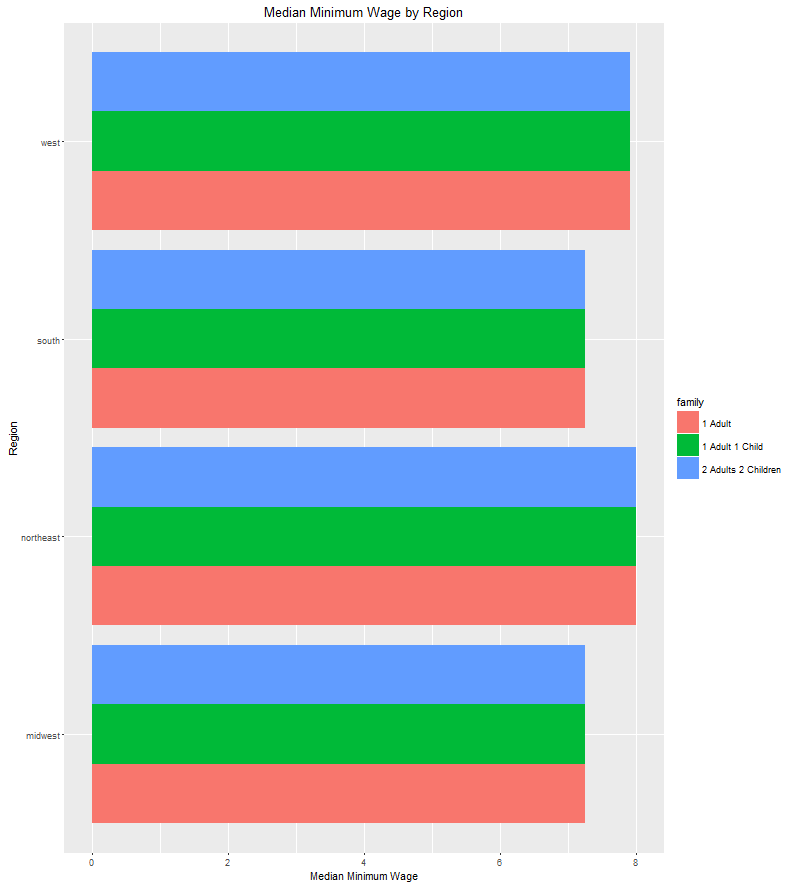 Median Minimum Wage by Region
west
south
northeast
midwest
Region
0 2 4 6 8
Median Minimum Wage
family
1 Adult
1 Adult 1 Child
2 Adults 2 Children